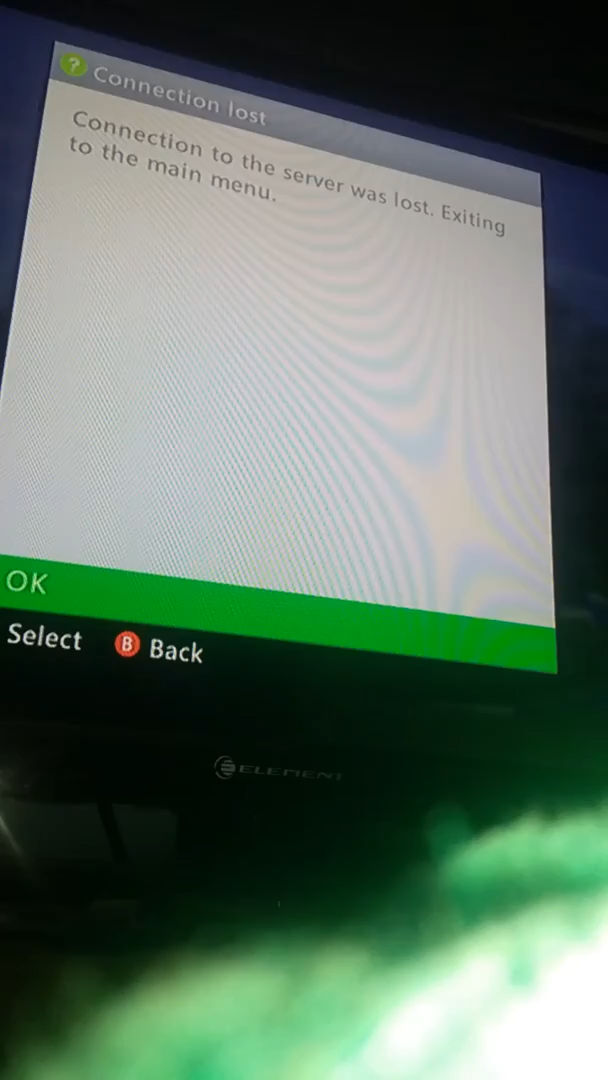 Connection lost
Connection to the server was lost. Exiting
to the main menu.
OK
Select B Back
ELEMENT